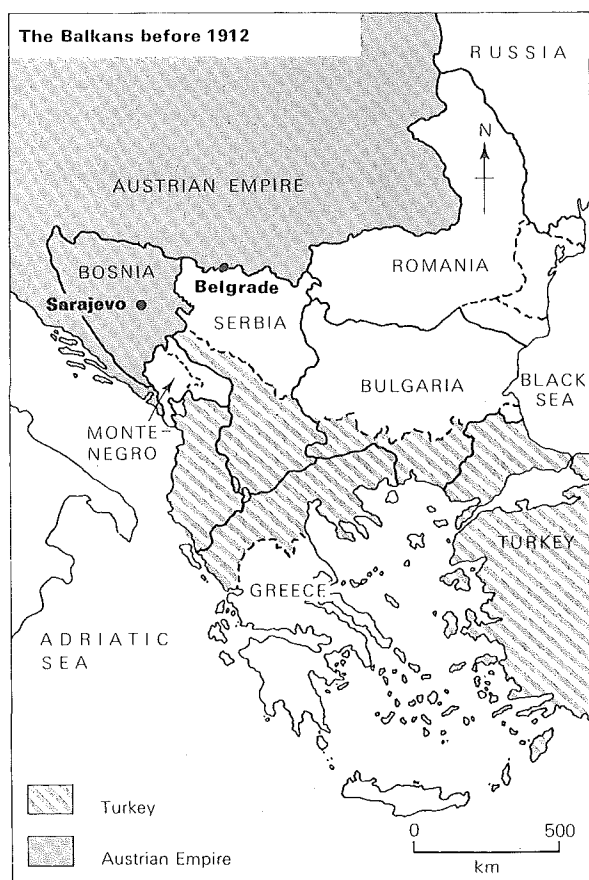 The Balkans before 1912
RUSSIA
N
AUSTRIAN EMPIRE
BOSNIA
ROMANIA
Sarajevo
Belgrade
SERBIA
BULGARIA
BLACK
SEA
MONTE-
NEGRO
TURKEY
GREECE
ADRIATIC
SEA
Turkey
Austrian Empire
0 500
km